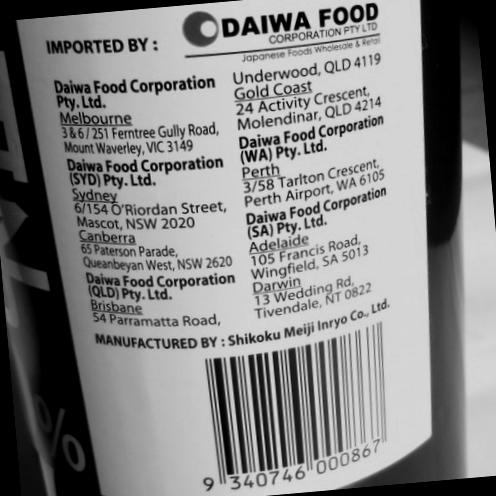 IMPORTED BY :
DAIWA FOOD
CORPORATION PTY LTD
Japanese Foods Wholesale & Retail
Daiwa Food Corporation
Pty. Ltd.
Melbourne
3 & 6 / 251 Ferntree Gully Road,
Mount Waverley, VIC 3149
Daiwa Food Corporation
(SYD) Pty. Ltd.
Sydney
6/154 O'Riordan Street,
Mascot, NSW 2020
Canberra
65 Paterson Parade,
Queanbeyan West, NSW 2620
Daiwa Food Corporation
(QLD) Pty. Ltd.
Brisbane
54 Parramatta Road,
Underwood, QLD 4119
Gold Coast
24 Activity Crescent,
Molendinar, QLD 4214
Daiwa Food Corporation
(WA) Pty. Ltd.
Perth
3/58 Tarlton Crescent,
Perth Airport, WA 6105
Daiwa Food Corporation
(SA) Pty. Ltd.
Adelaide
105 Francis Road,
Wingfield, SA 5013
Darwin
13 Wedding Rd,
Tivendale, NT 0822
MANUFACTURED BY : Shikoku Meiji Inryo Co., Ltd.
9 340746 000867
%